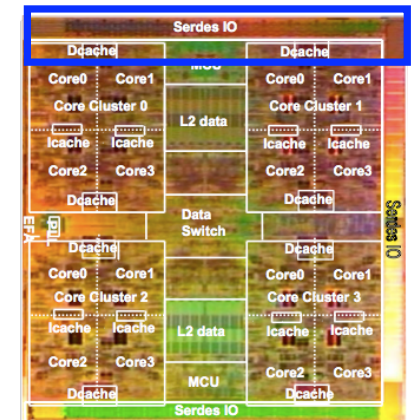 Serdes IO
Dcache
MCU
Dcache
Core0
Core1
Core0
Core1
Core Cluster 0
L2 data
Core Cluster 1
Icache
Icache
Icache
Icache
Core2
Core3
Core2
Core3
Dcache
Dcache
Data
Switch
EFA
PLL
Serdes IO
Dcache
Dcache
Core0
Core1
Core0
Core1
Core Cluster 2
Core Cluster 3
Icache
Icache
L2 data
Icache
Icache
Core2
Core3
Core2
Core3
MCU
Dcache
Dcache
Serdes IO